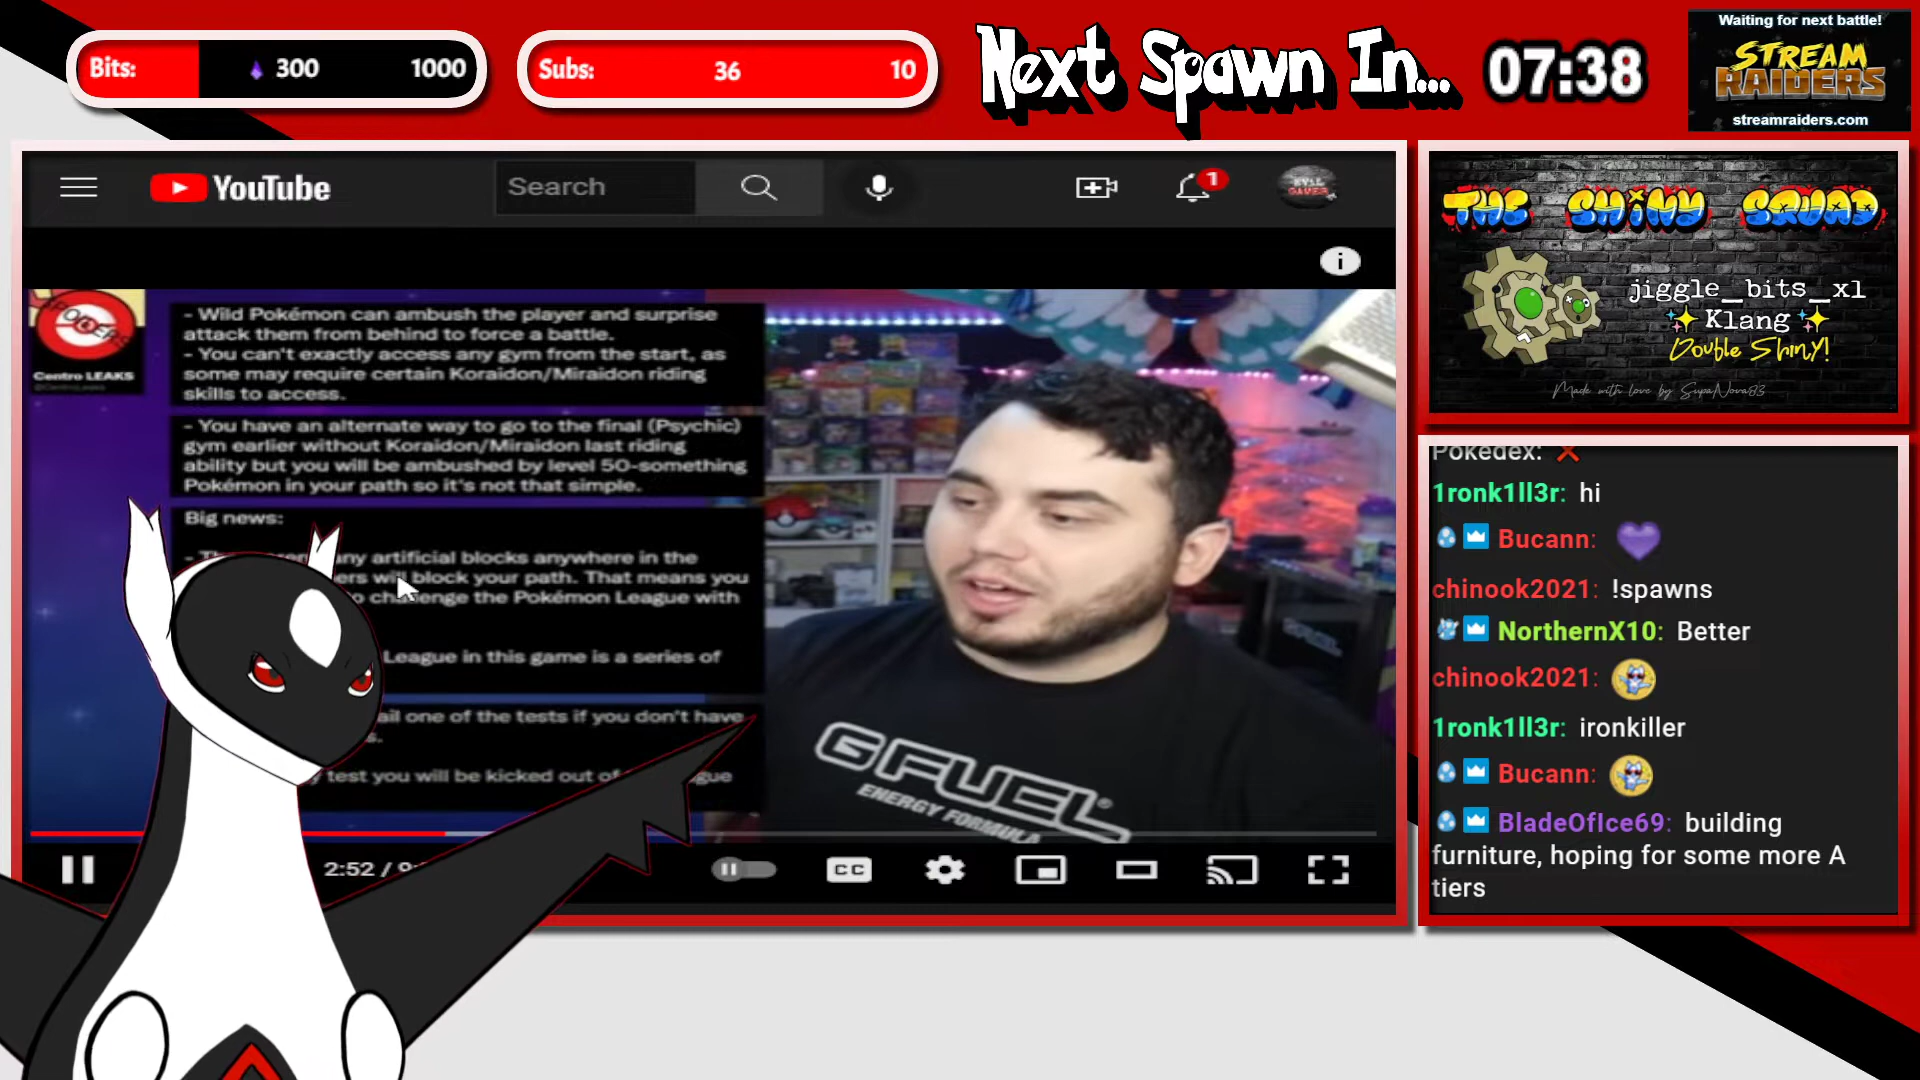 Bits:
300
1000
Subs:
36
10
Next Spawn In...
07:38
Waiting for next battle!
STREAM
RAIDERS
streamraiders.com
YouTube
Search
1
i
SPOILERS
Centro LEAKS
- Wild Pokémon can ambush the player and surprise
attack them from behind to force a battle.
- You can't exactly access any gym from the start, as
some may require certain Koraidon/Miraidon riding
skills to access.
- You have an alternate way to go to the final (Psychic)
gym earlier without Koraidon/Miraidon last riding
ability but you will be ambushed by level 50-something
Pokémon in your path so it's not that simple.
Big news:
any artificial blocks anywhere in the
will block your path. That means you
challenge the Pokémon League with
League in this game is a series of
one of the tests if you don't have
test you will be kicked out of
GFUEL®
ENERGY FORMULA
2:52 /
CC
THE SHINY SQUAD
jiggle_bits_xl
Klang
Double Shiny!
Made with love by SupaNova83
Pokedex: ❌
1ronk1ll3r: hi
Bucann:
chinook2021: !spawns
NorthernX10: Better
chinook2021:
1ronk1ll3r: ironkiller
Bucann:
BladeOfIce69: building
furniture, hoping for some more A
tiers